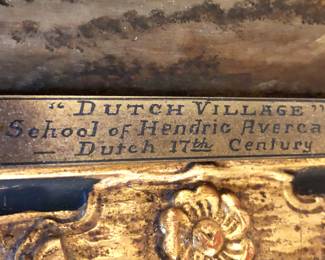 "DUTCH VILLAGE"
School of Hendric Averca
— Dutch 17th Century